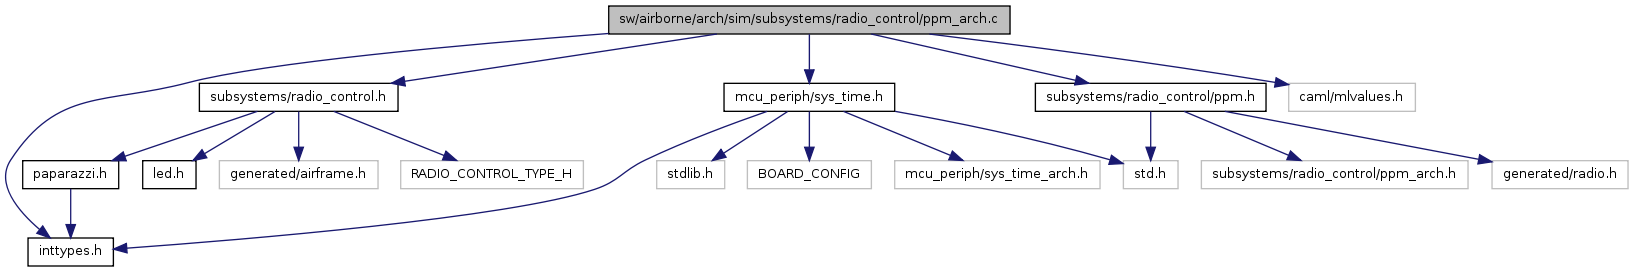 sw/airborne/arch/sim/subsystems/radio_control/ppm_arch.c
subsystems/radio_control.h
mcu_periph/sys_time.h
subsystems/radio_control/ppm.h
caml/mlvalues.h
paparazzi.h
led.h
generated/airframe.h
RADIO_CONTROL_TYPE_H
stdlib.h
BOARD_CONFIG
mcu_periph/sys_time_arch.h
std.h
subsystems/radio_control/ppm_arch.h
generated/radio.h
inttypes.h